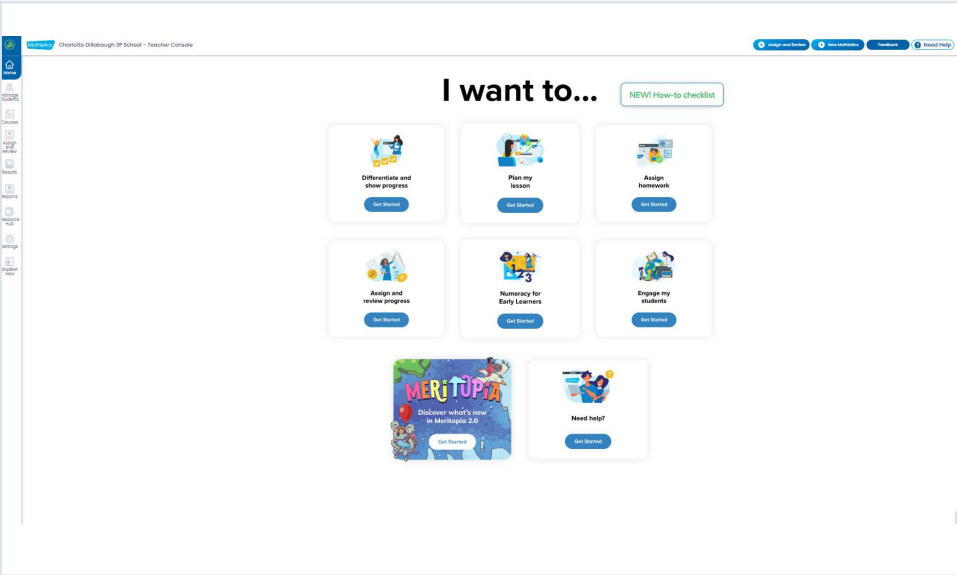 Mathletics
Charlotte Dillabough 3P School - Teacher Console
Assign and Review
New Mathletics
Feedback
Need Help
Home
Manage
Students
Courses
Assign
and
Review
Results
Reports
Resource
Hub
Settings
Student
View
I want to...
NEW! How-to checklist
Differentiate and
show progress
Get Started
Plan my
lesson
Get Started
Assign
homework
Get Started
Assign and
review progress
Get Started
123
Numeracy for
Early Learners
Get Started
Engage my
students
Get Started
MERITOPIA
Discover what's new
in Meritopia 2.0
Get Started
Need help?
Get Started